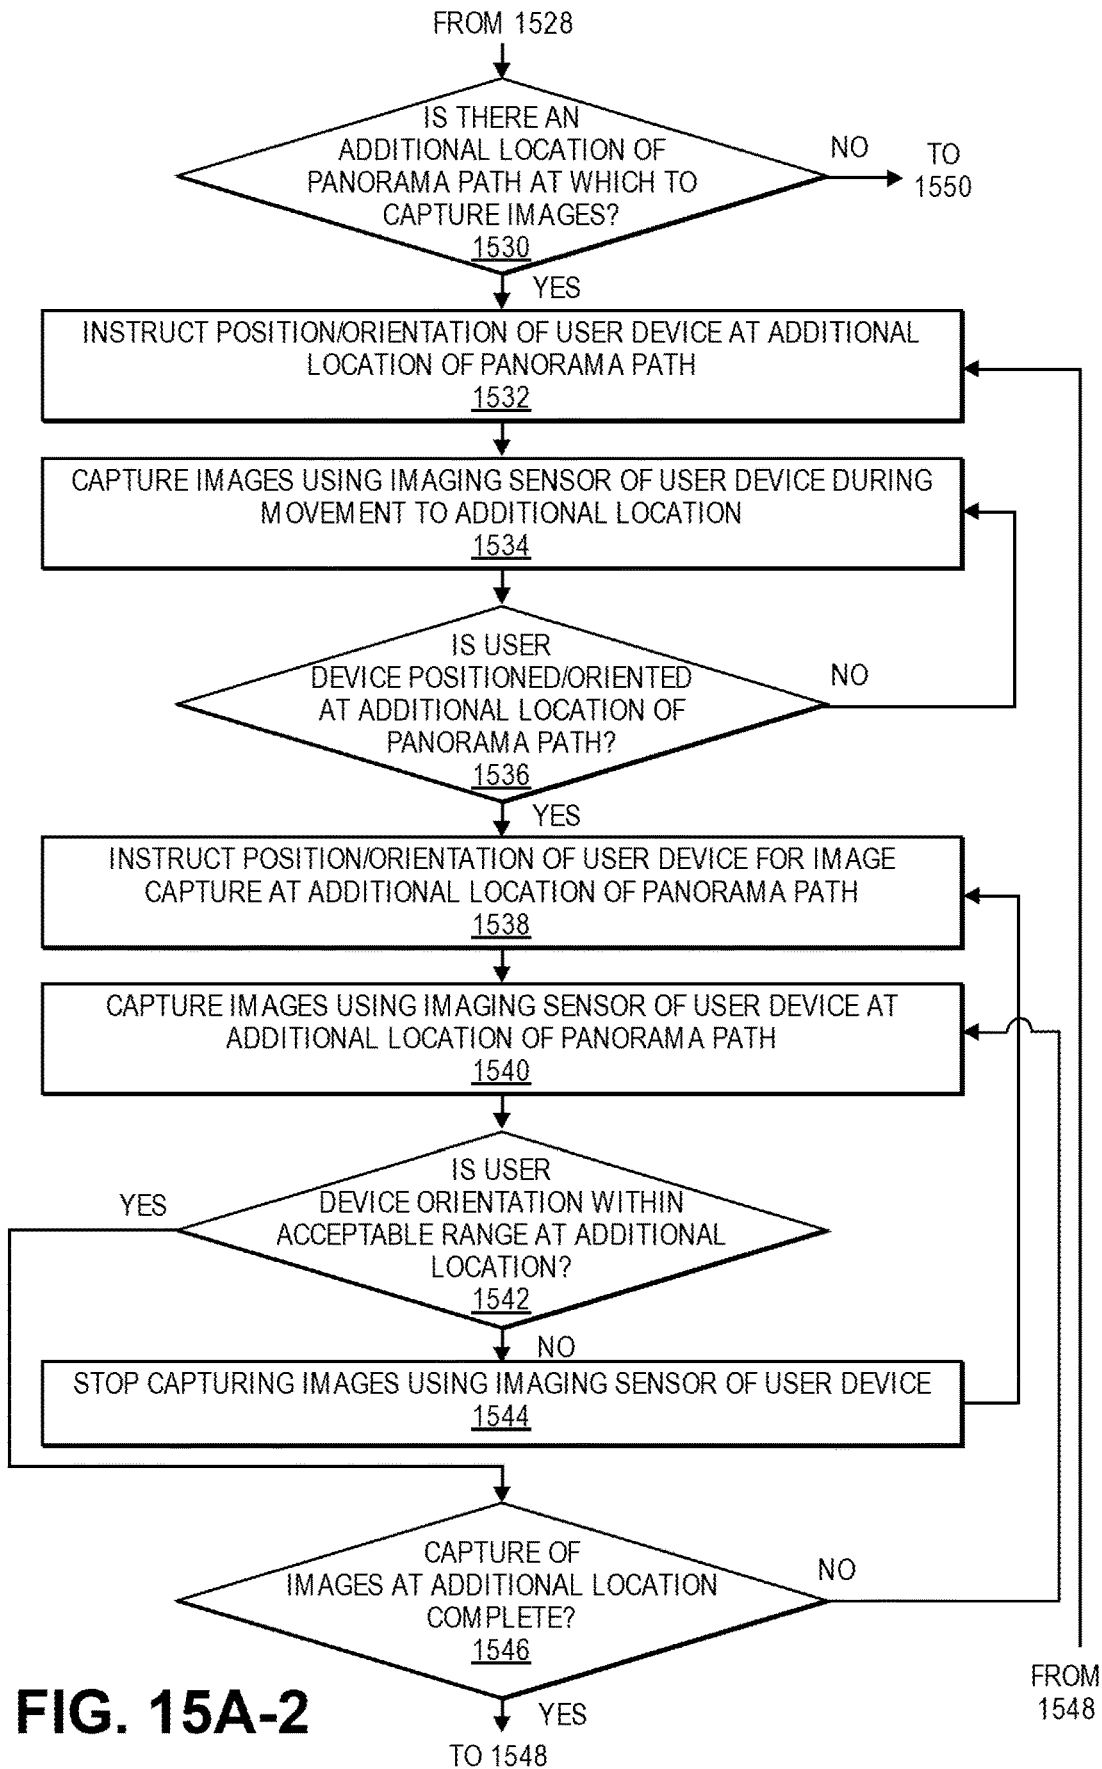 FROM 1528
IS THERE AN
ADDITIONAL LOCATION OF
PANORAMA PATH AT WHICH TO
CAPTURE IMAGES?
1530
NO
TO
1550
YES
INSTRUCT POSITION/ORIENTATION OF USER DEVICE AT ADDITIONAL
LOCATION OF PANORAMA PATH
1532
CAPTURE IMAGES USING IMAGING SENSOR OF USER DEVICE DURING
MOVEMENT TO ADDITIONAL LOCATION
1534
IS USER
DEVICE POSITIONED/ORIENTED
AT ADDITIONAL LOCATION OF
PANORAMA PATH?
1536
NO
YES
INSTRUCT POSITION/ORIENTATION OF USER DEVICE FOR IMAGE
CAPTURE AT ADDITIONAL LOCATION OF PANORAMA PATH
1538
CAPTURE IMAGES USING IMAGING SENSOR OF USER DEVICE AT
ADDITIONAL LOCATION OF PANORAMA PATH
1540
IS USER
DEVICE ORIENTATION WITHIN
ACCEPTABLE RANGE AT ADDITIONAL
LOCATION?
1542
YES
NO
STOP CAPTURING IMAGES USING IMAGING SENSOR OF USER DEVICE
1544
CAPTURE OF
IMAGES AT ADDITIONAL LOCATION
COMPLETE?
1546
NO
YES
TO 1548
FROM
1548
FIG. 15A-2